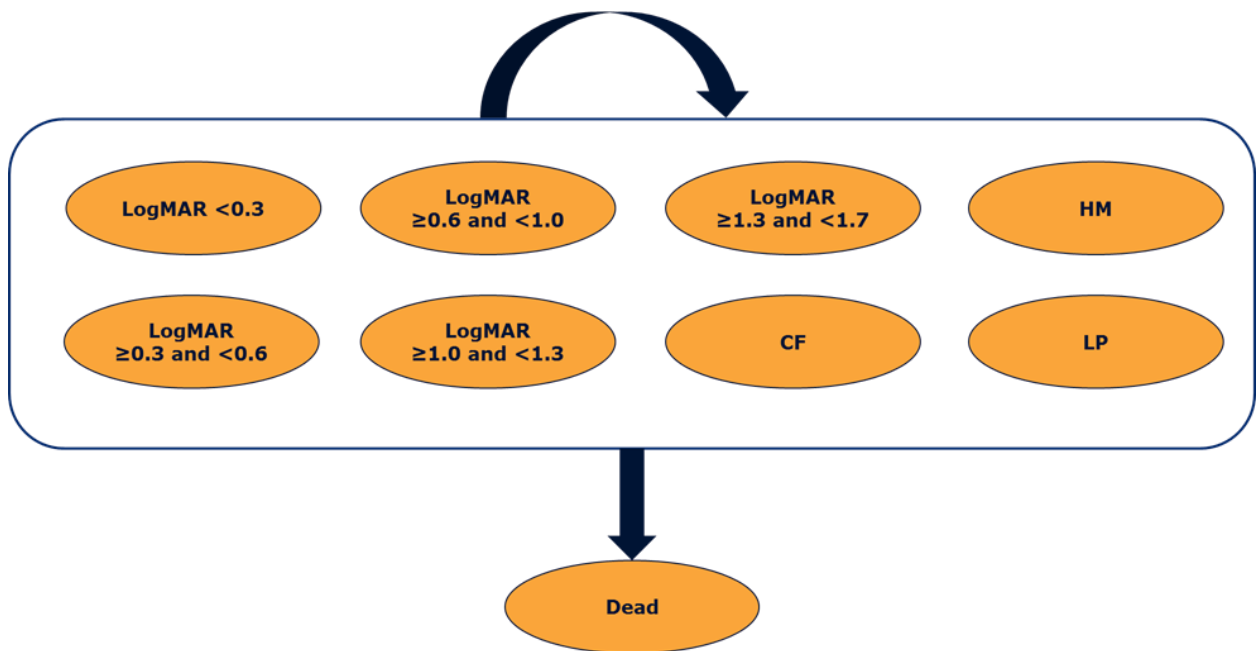 LogMAR <0.3
LogMAR
≥0.6 and <1.0
LogMAR
≥1.3 and <1.7
HM
LogMAR
≥0.3 and <0.6
LogMAR
≥1.0 and <1.3
CF
LP
Dead